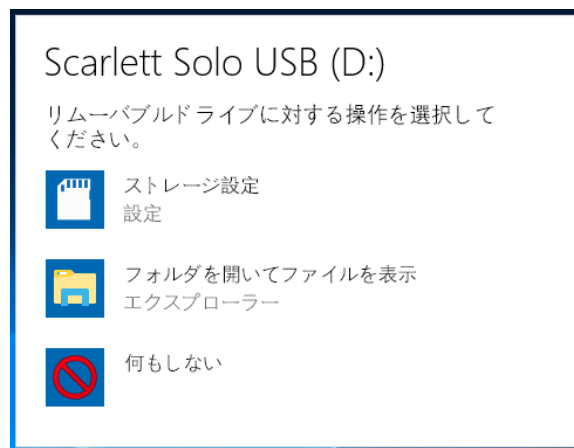 Scarlett Solo USB (D:)
リムーバブルドライブに対する操作を選択して
ください。
ストレージ設定
設定
フォルダを開いてファイルを表示
エクスプローラー
何もしない